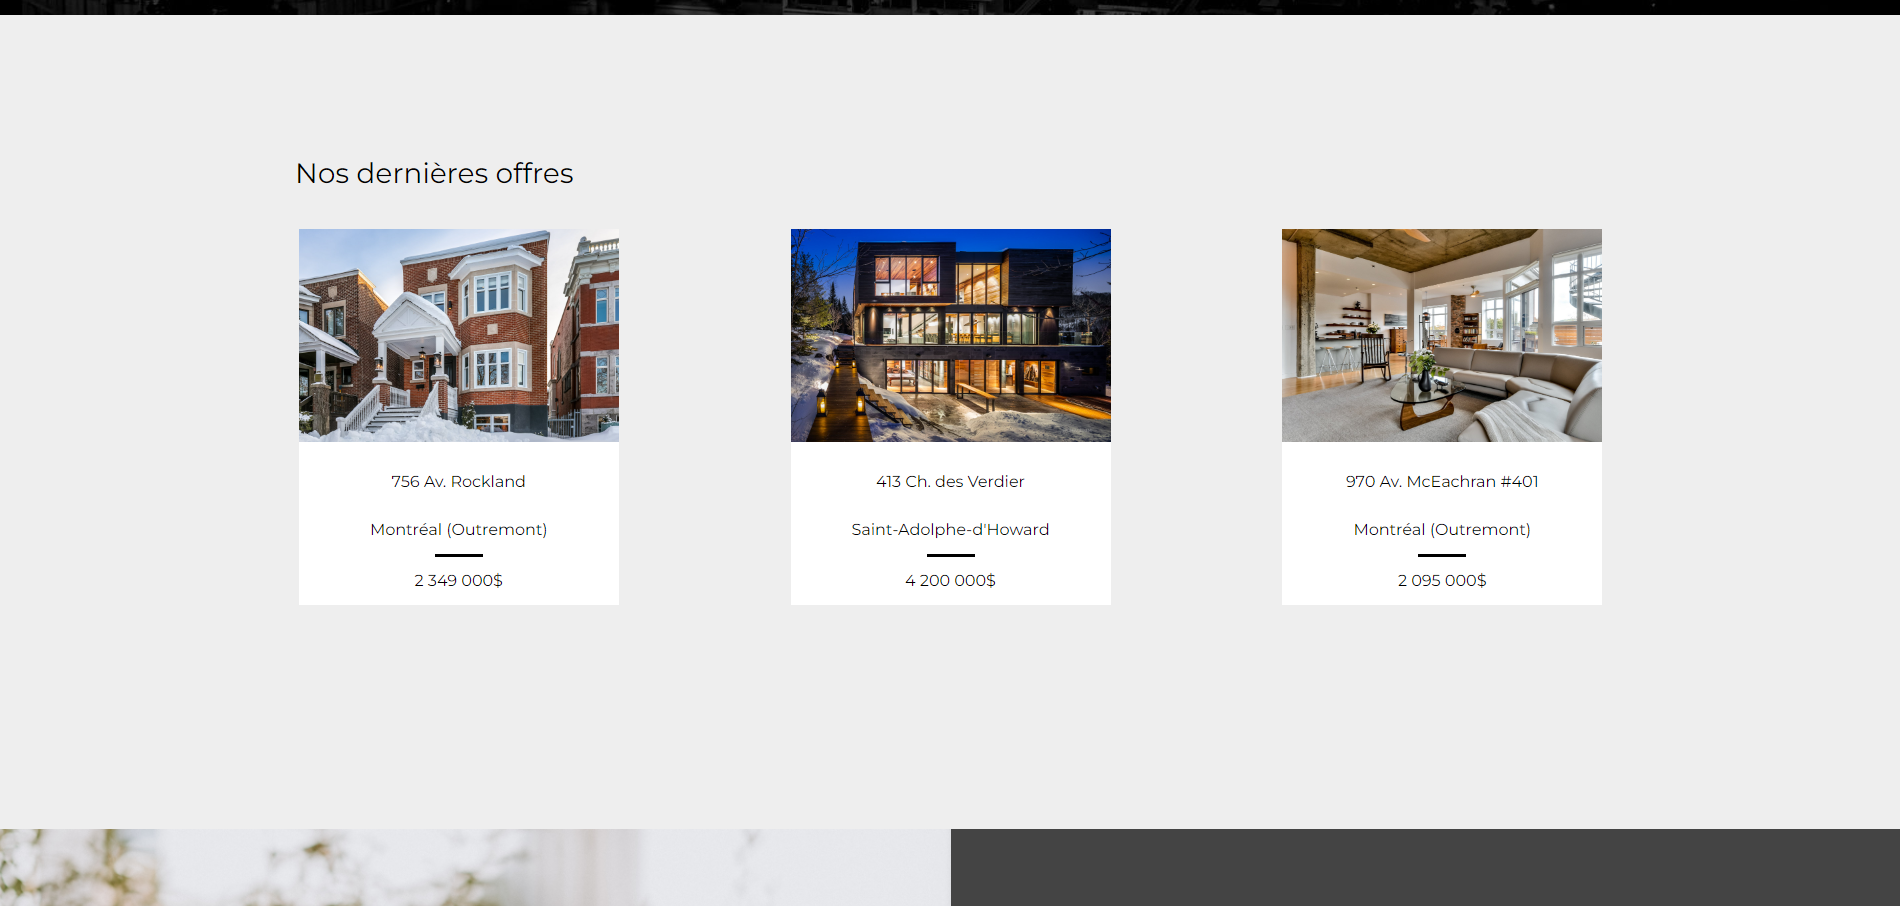 Nos dernières offres
756 Av. Rockland
Montréal (Outremont)
2 349 000$
413 Ch. des Verdier
Saint-Adolphe-d'Howard
4 200 000$
970 Av. McEachran #401
Montréal (Outremont)
2 095 000$